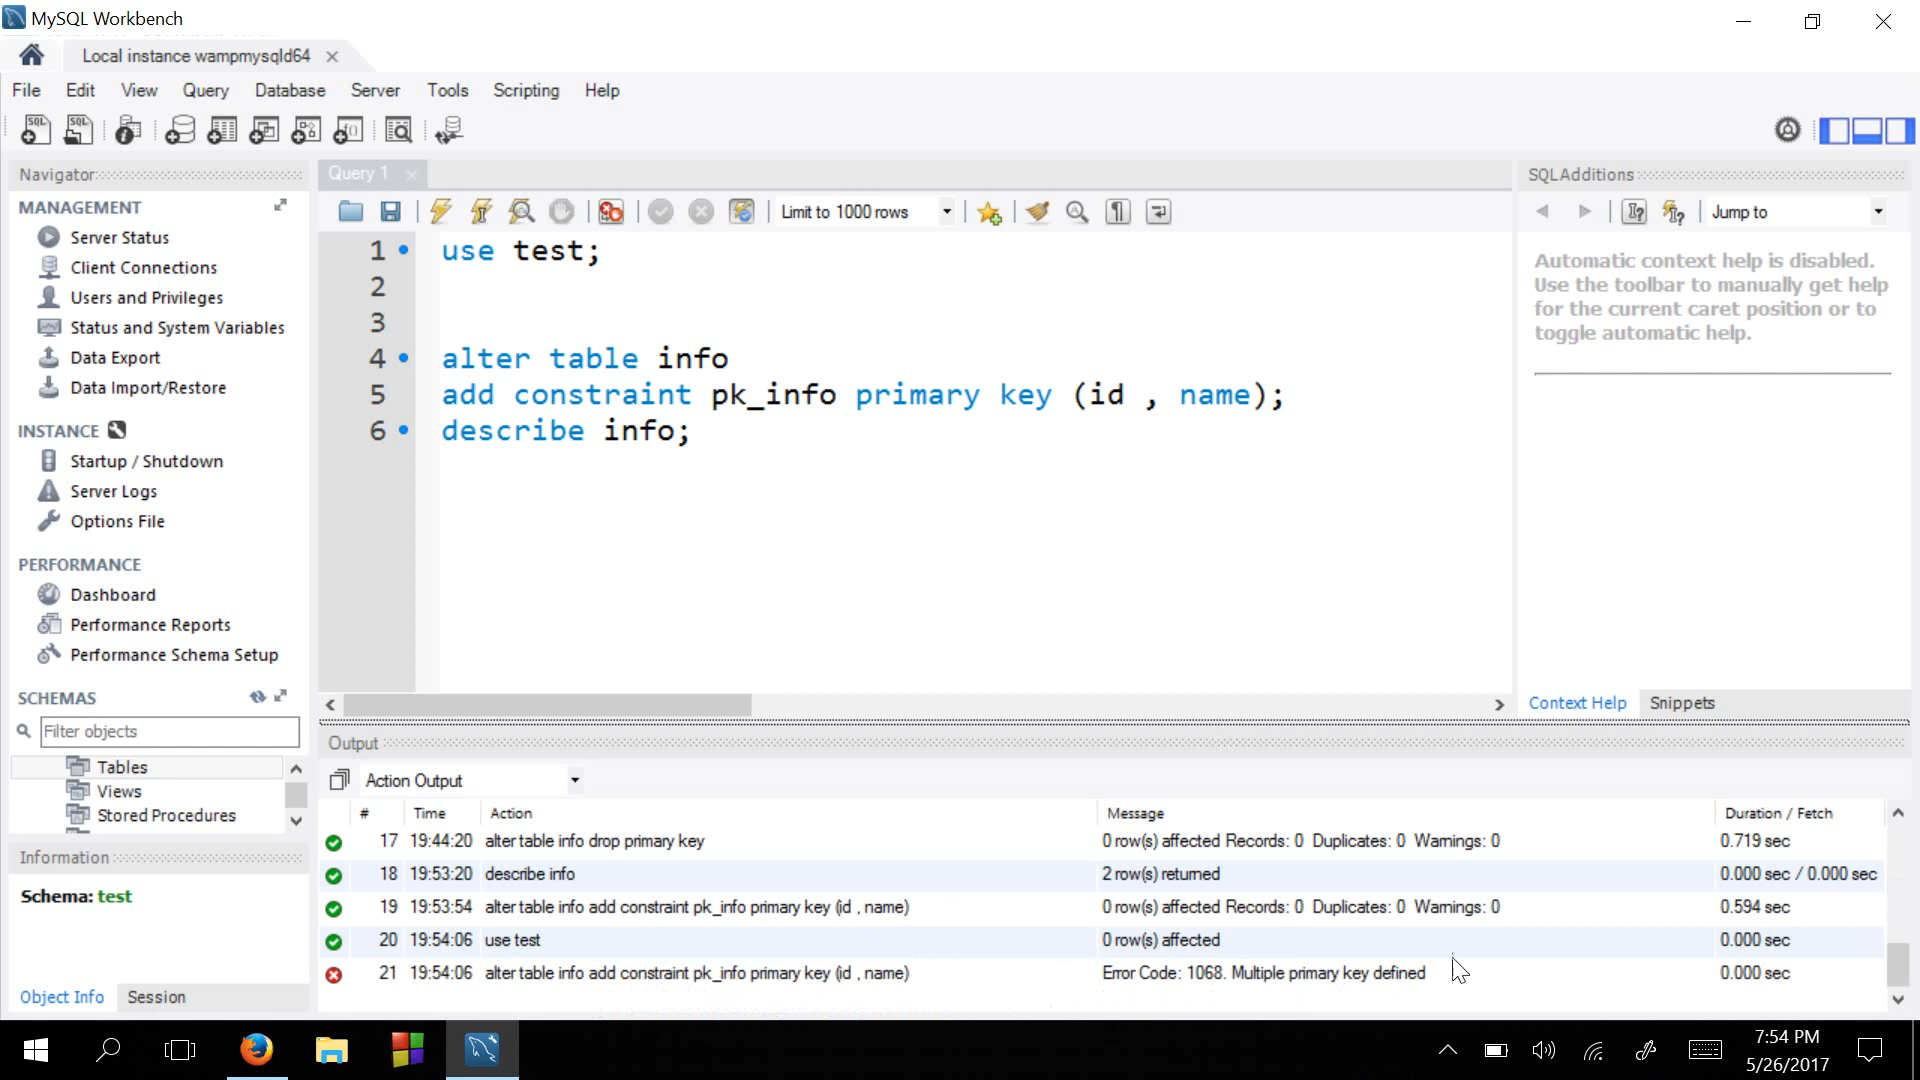 MySQL Workbench
Local instance wampmysqld64
File Edit View Query Database Server Tools Scripting Help
Navigator
MANAGEMENT
Server Status
Client Connections
Users and Privileges
Status and System Variables
Data Export
Data Import/Restore
INSTANCE
Startup / Shutdown
Server Logs
Options File
PERFORMANCE
Dashboard
Performance Reports
Performance Schema Setup
SCHEMAS
Filter objects
Tables
Views
Stored Procedures
Information
Schema: test
Object Info Session
Query 1
Limit to 1000 rows
1 use test;
2
3
4 alter table info
5 add constraint pk_info primary key (id , name);
6 describe info;
SQLAdditions
Jump to
Automatic context help is disabled.
Use the toolbar to manually get help
for the current caret position or to
toggle automatic help.
Context Help Snippets
Output
Action Output
# Time Action Message Duration / Fetch
17 19:44:20 alter table info drop primary key 0 row(s) affected Records: 0 Duplicates: 0 Warnings: 0 0.719 sec
18 19:53:20 describe info 2 row(s) returned 0.000 sec / 0.000 sec
19 19:53:54 alter table info add constraint pk_info primary key (id , name) 0 row(s) affected Records: 0 Duplicates: 0 Warnings: 0 0.594 sec
20 19:54:06 use test 0 row(s) affected 0.000 sec
21 19:54:06 alter table info add constraint pk_info primary key (id , name) Error Code: 1068. Multiple primary key defined 0.000 sec
7:54 PM
5/26/2017